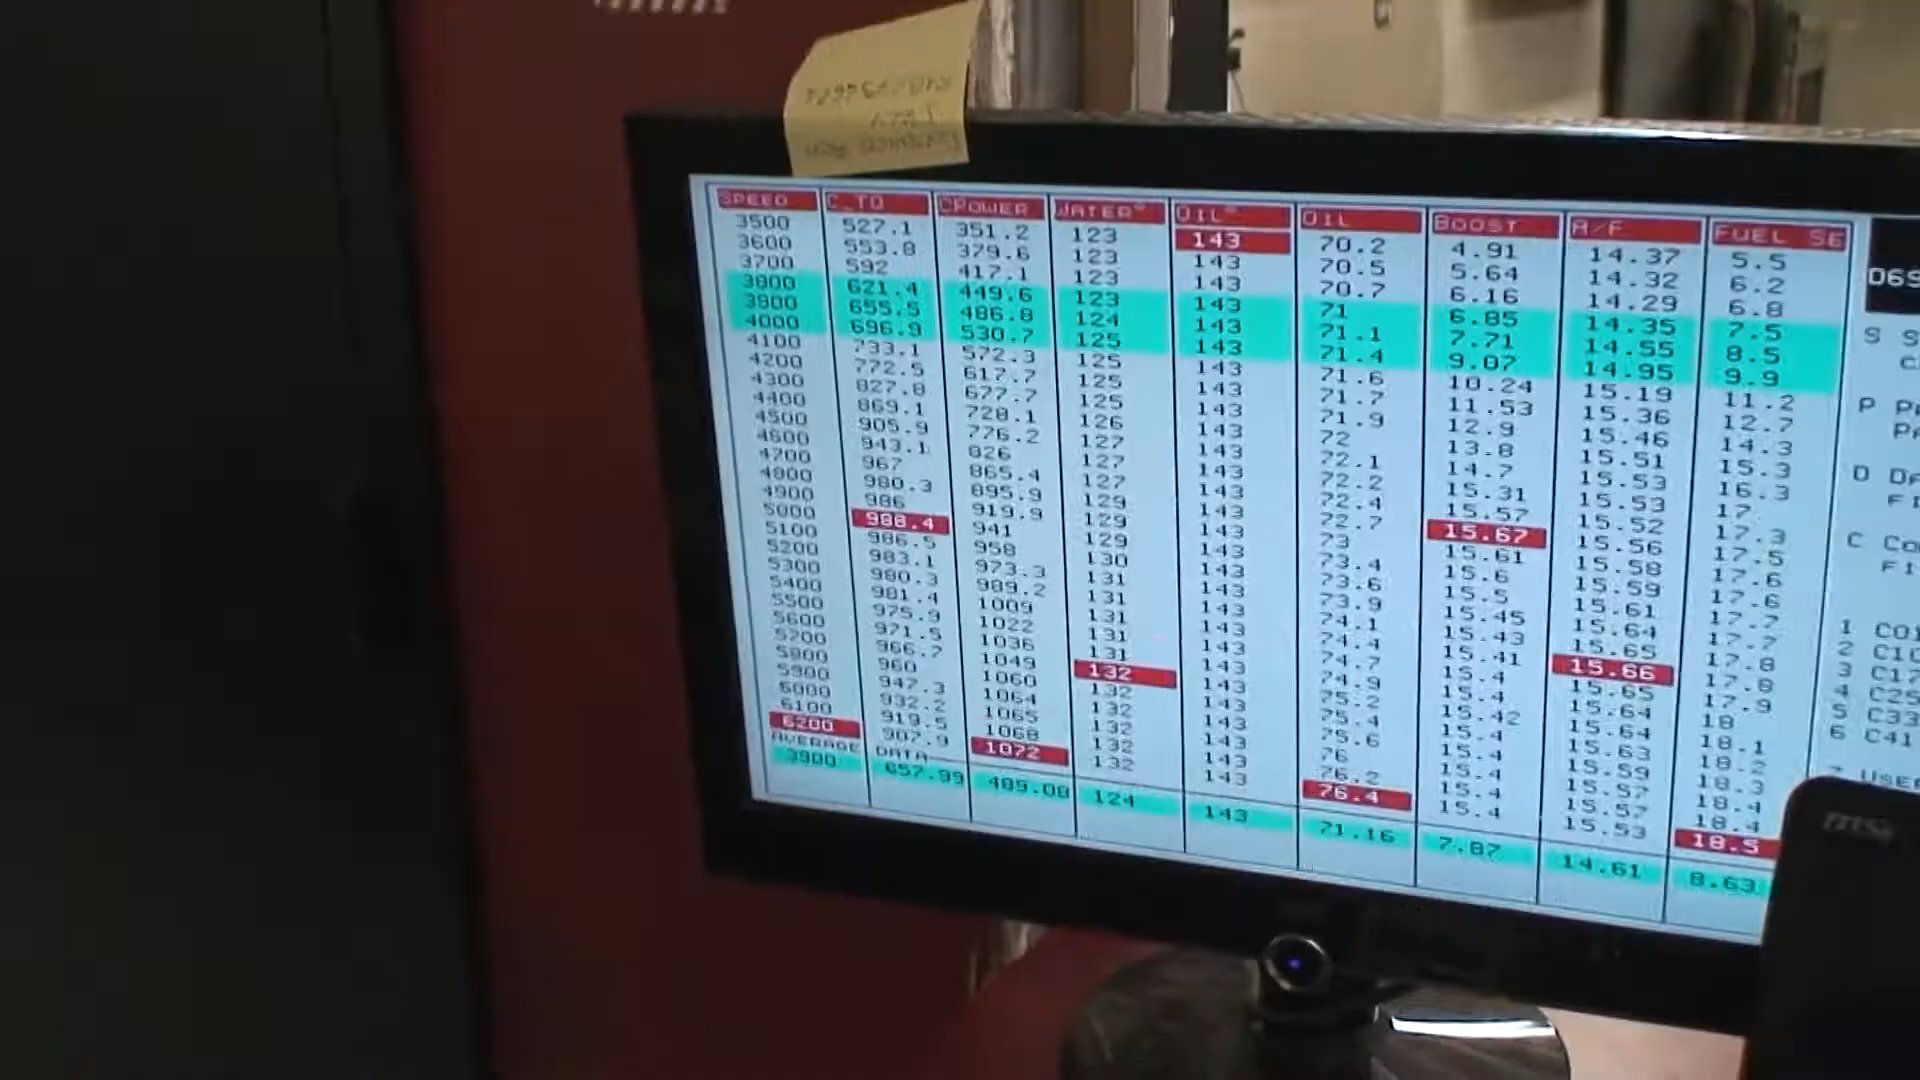 SPEED C_TQ CPOWER WATER° OIL° OIL BOOST A/F FUEL SE
3500 527.1 351.2 123 143 70.2 4.91 14.37 5.5
3600 553.8 379.6 123 143 70.5 5.64 14.32 6.2
3700 592 417.1 123 143 70.7 6.16 14.29 6.8
3800 621.4 449.6 123 143 71 6.85 14.35 7.5
3900 655.5 486.8 124 143 71.1 7.71 14.55 8.5
4000 696.9 530.7 125 143 71.4 9.07 14.95 9.9
4100 733.1 572.3 125 143 71.6 10.24 15.19 11.2
4200 772.5 617.7 125 143 71.7 11.53 15.36 12.7
4300 827.8 677.7 125 143 71.9 12.9 15.46 14.3
4400 869.1 728.1 126 143 72 13.8 15.51 15.3
4500 905.9 776.2 127 143 72.1 14.7 15.53 16.3
4600 943.1 826 127 143 72.2 15.31 15.53 17
4700 967 865.4 127 143 72.4 15.57 15.52 17.3
4800 980.3 895.9 129 143 72.7 15.67 15.56 17.5
4900 986 919.9 129 143 73 15.61 15.58 17.6
5000 988.4 941 129 143 73.4 15.6 15.59 17.6
5100 986.5 958 130 143 73.6 15.5 15.61 17.7
5200 983.1 973.3 131 143 73.9 15.45 15.64 17.7
5300 980.3 989.2 131 143 74.1 15.43 15.65 17.8
5400 981.4 1009 131 143 74.4 15.41 15.66 17.8
5500 975.9 1022 131 143 74.7 15.4 15.65 17.9
5600 971.5 1036 131 143 74.9 15.4 15.64 18
5700 966.7 1049 132 143 75.2 15.42 15.64 18.1
5800 960 1060 132 143 75.4 15.4 15.63 18.2
5900 947.3 1064 132 143 75.6 15.4 15.59 18.3
6000 932.2 1065 132 143 76 15.4 15.57 18.4
6100 919.5 1068 132 143 76.2 15.4 15.57 18.4
6200 907.9 1072 132 143 76.4 15.4 15.53 18.5
AVERAGE DATA
3900 657.99 489.08 124 143 71.16 7.87 14.61 8.63
D6S
S S
P P
D DA
FI
C CO
FI
1 CO
2 C10
3 C17
4 C25
5 C33
6 C41
USER